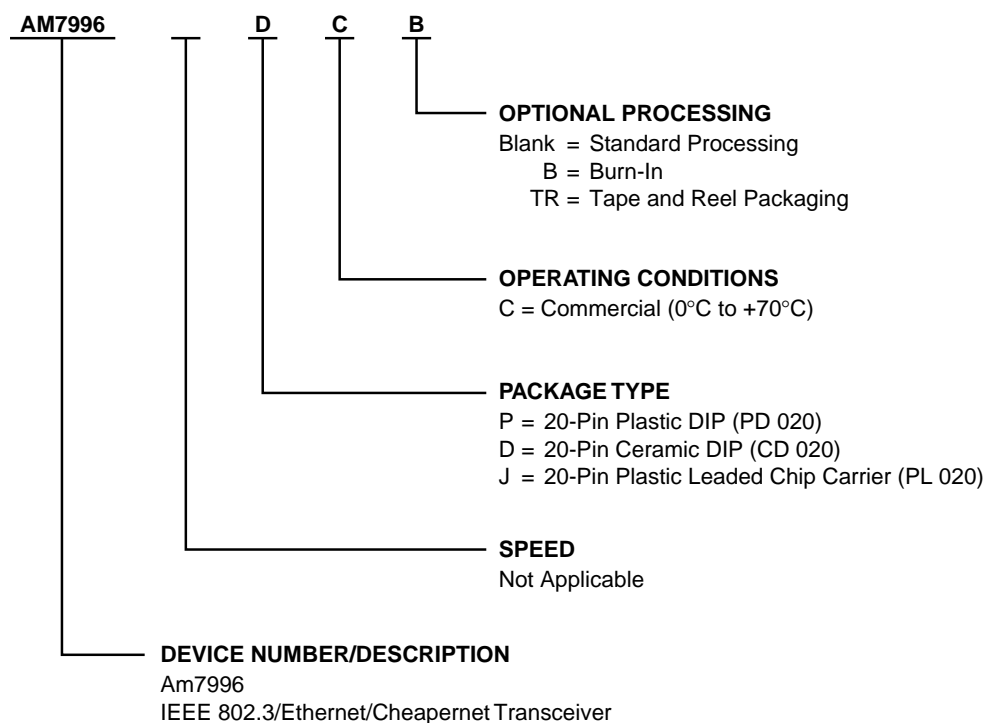 AM7996 D C B
OPTIONAL PROCESSING
Blank = Standard Processing
B = Burn-In
TR = Tape and Reel Packaging
OPERATING CONDITIONS
C = Commercial (0°C to +70°C)
PACKAGE TYPE
P = 20-Pin Plastic DIP (PD 020)
D = 20-Pin Ceramic DIP (CD 020)
J = 20-Pin Plastic Leaded Chip Carrier (PL 020)
SPEED
Not Applicable
DEVICE NUMBER/DESCRIPTION
Am7996
IEEE 802.3/Ethernet/Cheapernet Transceiver